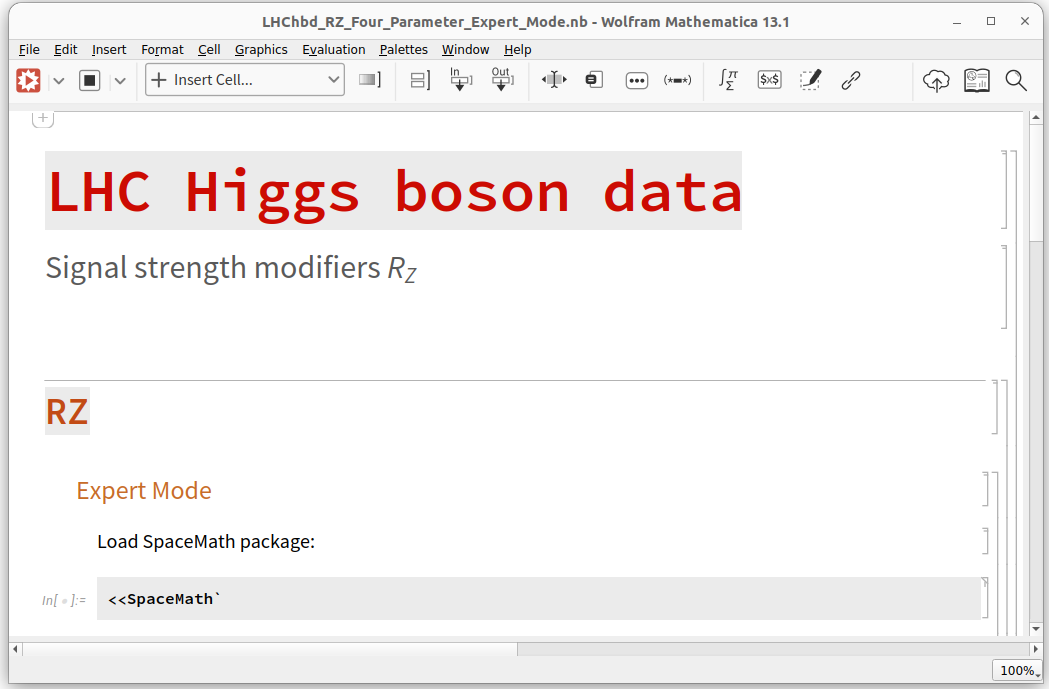 LHChbd_RZ_Four_Parameter_Expert_Mode.nb - Wolfram Mathematica 13.1
File Edit Insert Format Cell Graphics Evaluation Palettes Window Help
Insert Cell... In Out ∫π Σ $x$
LHC Higgs boson data
Signal strength modifiers RZ
RZ
Expert Mode
Load SpaceMath package:
In[ ◦ ]:= <<SpaceMath`
100%